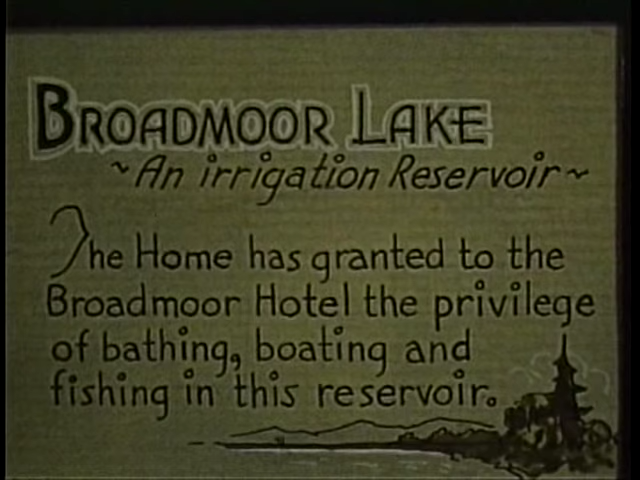 BROADMOOR LAKE
~An irrigation Reservoir~
The Home has granted to the
Broadmoor Hotel the privilege
of bathing, boating and
fishing in this reservoir.